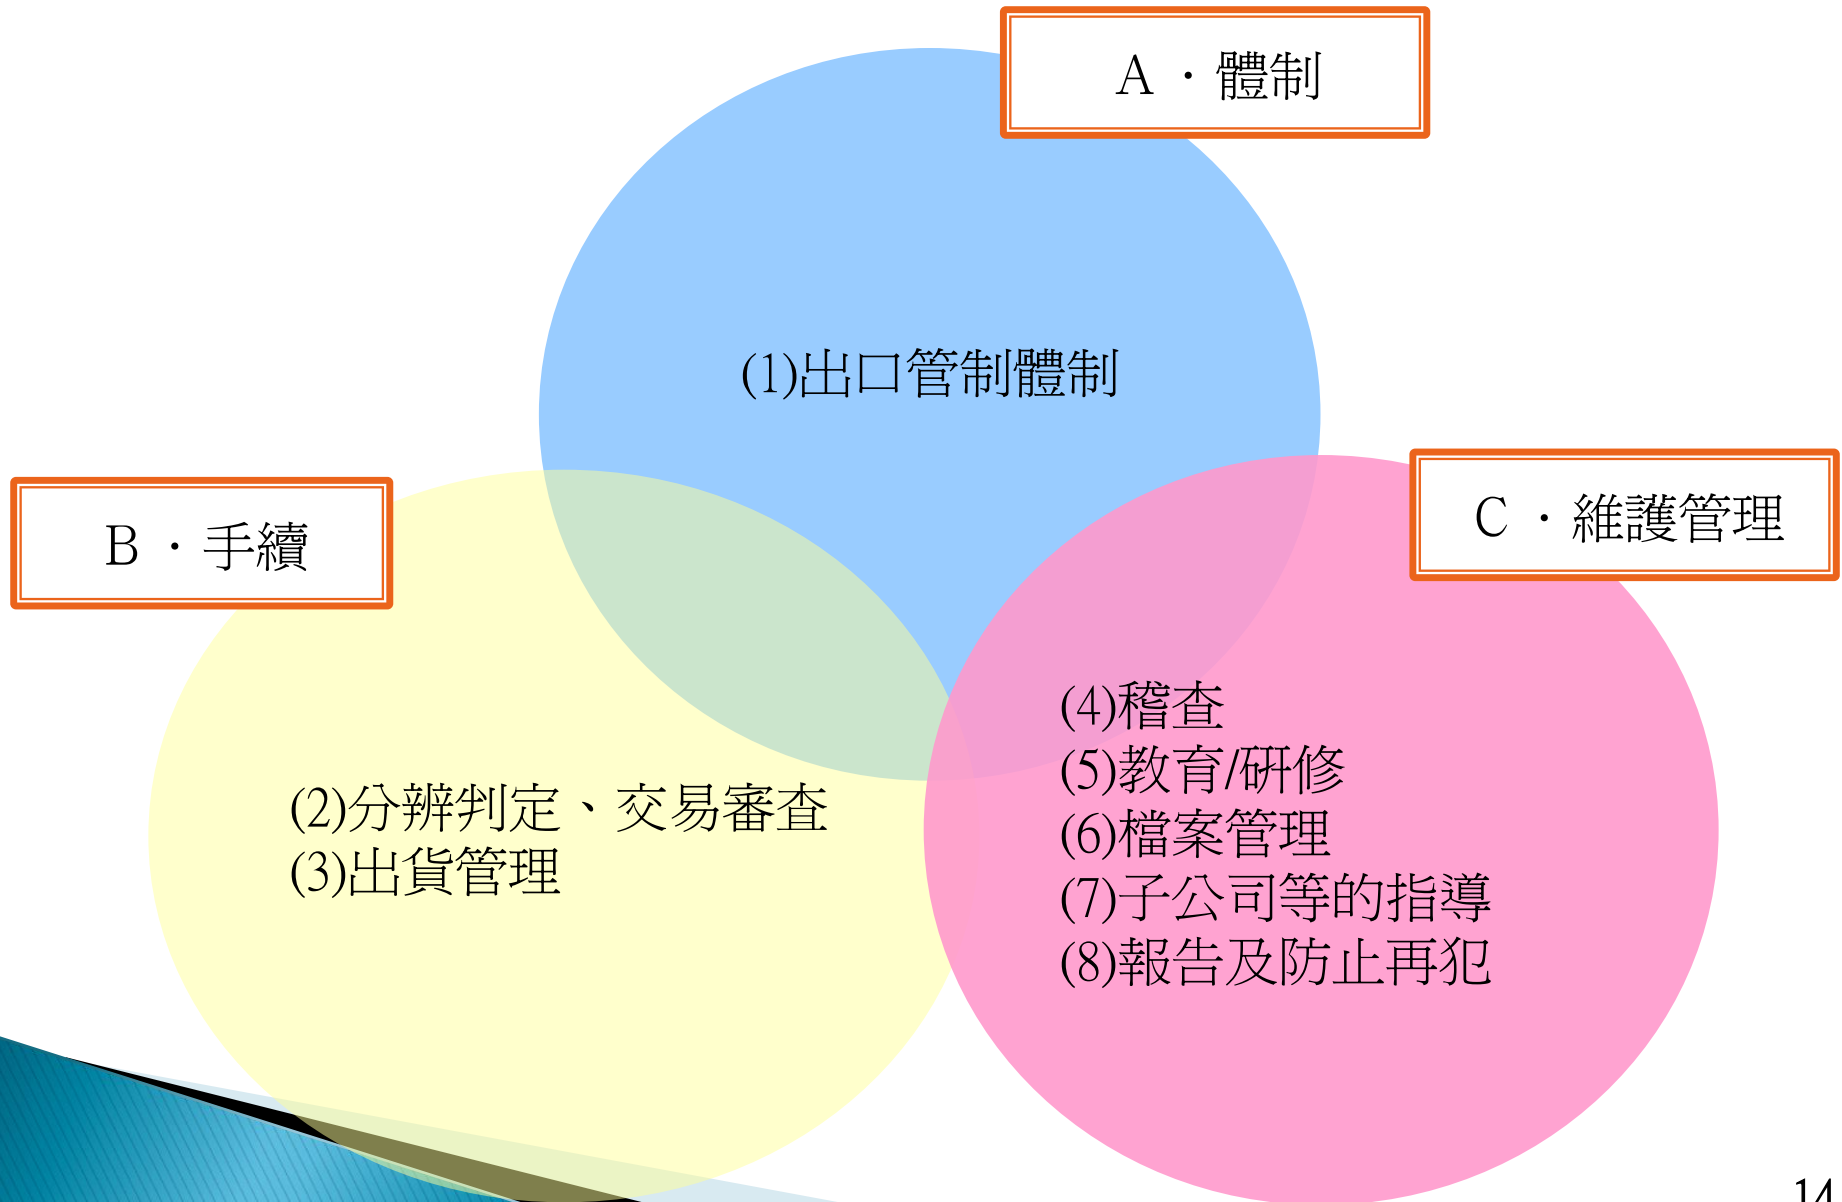 A．體制
(1)出口管制體制
B．手續
C．維護管理
(2)分辨判定、交易審查
(3)出貨管理
(4)稽查
(5)教育/研修
(6)檔案管理
(7)子公司等的指導
(8)報告及防止再犯
14